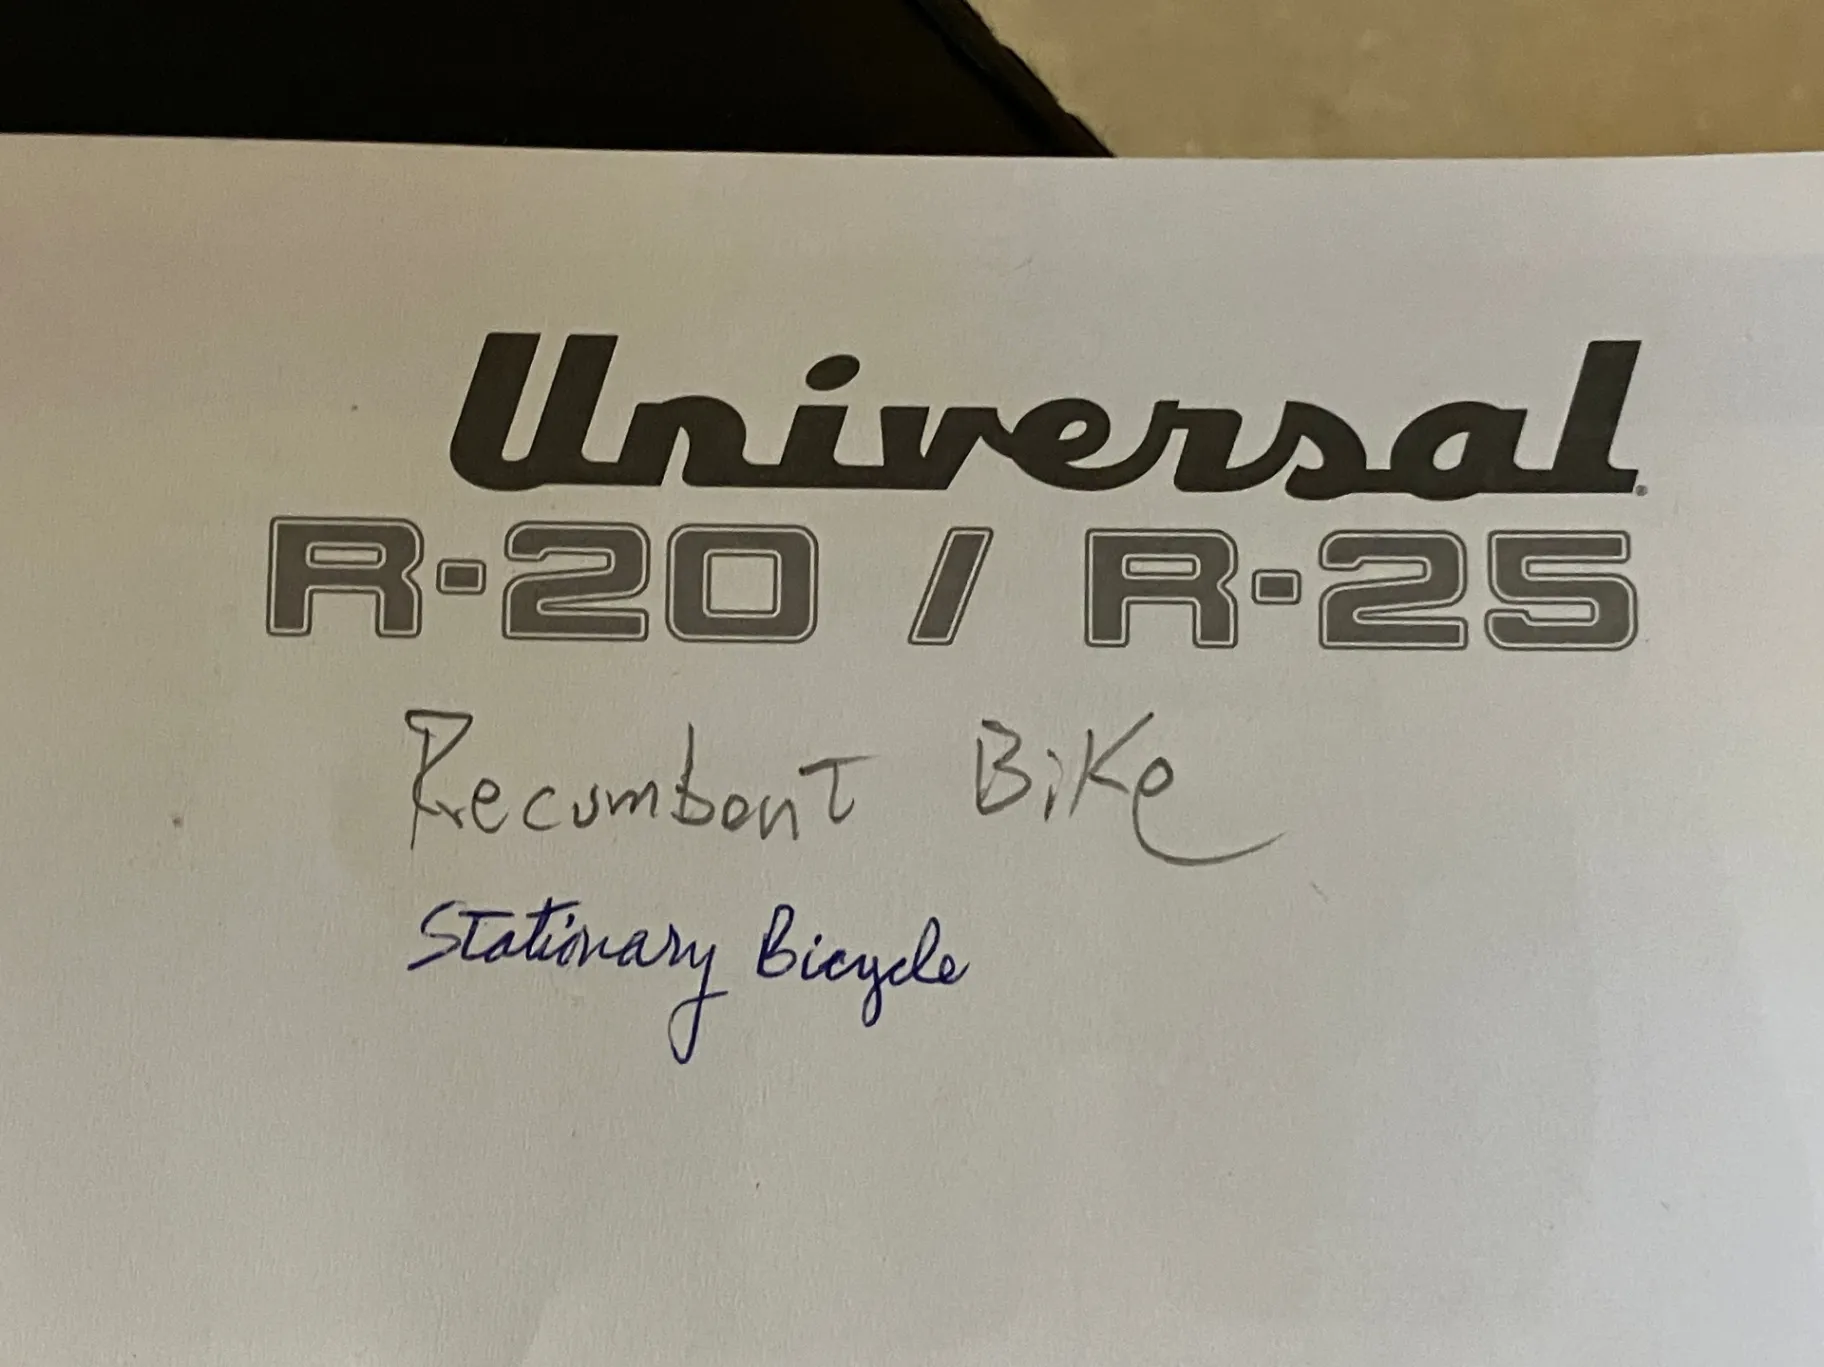 Universal®
R-20 / R-25
Recumbent Bike
Stationary Bicycle